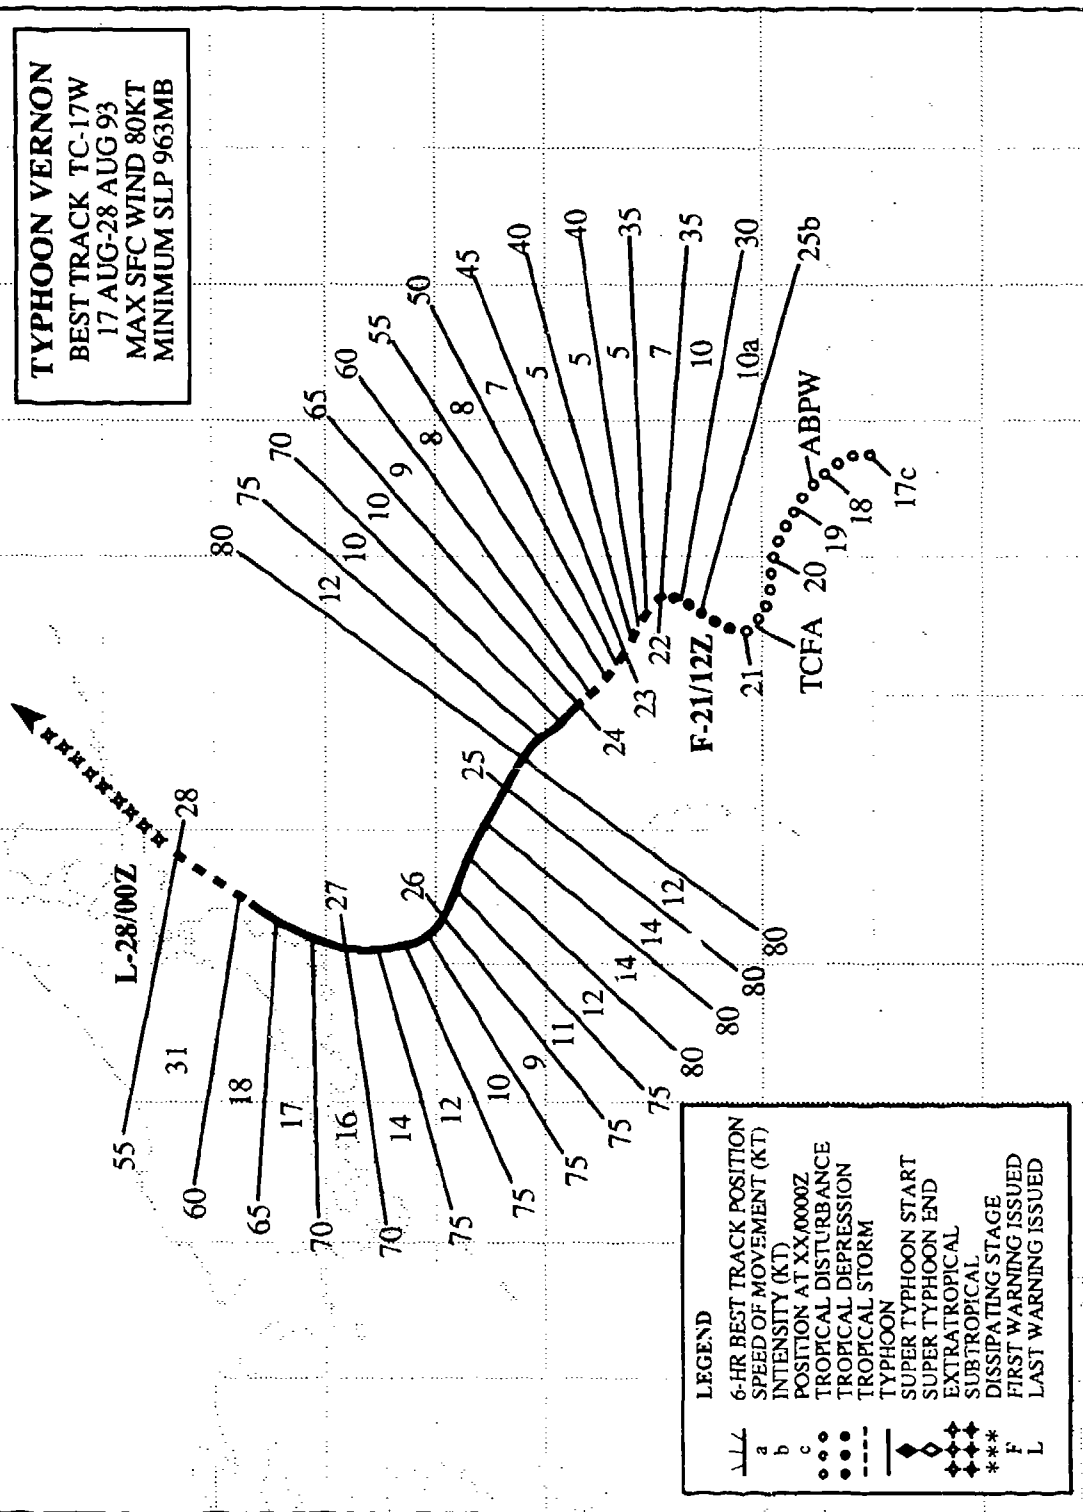 TYPHOON VERNON
BEST TRACK TC-17W
17 AUG-28 AUG 93
MAX SFC WIND 80KT
MINIMUM SLP 963MB
80
75
70
65
60
55
50
45
40
40
35
35
30
25b
12
10
10
9
8
8
7
5
5
5
7
10
10a
ABPW
17c
18
19
20
TCFA
21
F-21/12Z
22
23
24
25
26
27
28
L-28/00Z
55
60
65
70
70
75
75
75
75
75
80
80
80
80
31
18
17
16
14
12
10
9
11
12
14
14
12
LEGEND
6-HR BEST TRACK POSITION
a SPEED OF MOVEMENT (KT)
b INTENSITY (KT)
c POSITION AT XX/0000Z
TROPICAL DISTURBANCE
TROPICAL DEPRESSION
TROPICAL STORM
TYPHOON
SUPER TYPHOON START
SUPER TYPHOON END
EXTRATROPICAL
SUBTROPICAL
*** DISSIPATING STAGE
F FIRST WARNING ISSUED
L LAST WARNING ISSUED